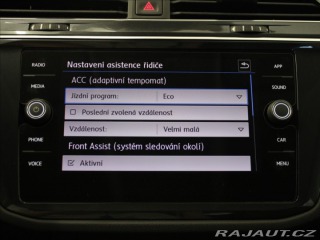 Nastavení asistence řidiče
RADIO
APP
ACC (adaptivní tempomat)
MEDIA
SOUND
Jízdní program: Eco
Poslední zvolená vzdálenost
Vzdálenost: Velmi malá
PHONE
CAR
Front Assist (systém sledování okolí)
VOICE
MENU
Aktivní
RAJAUT.CZ